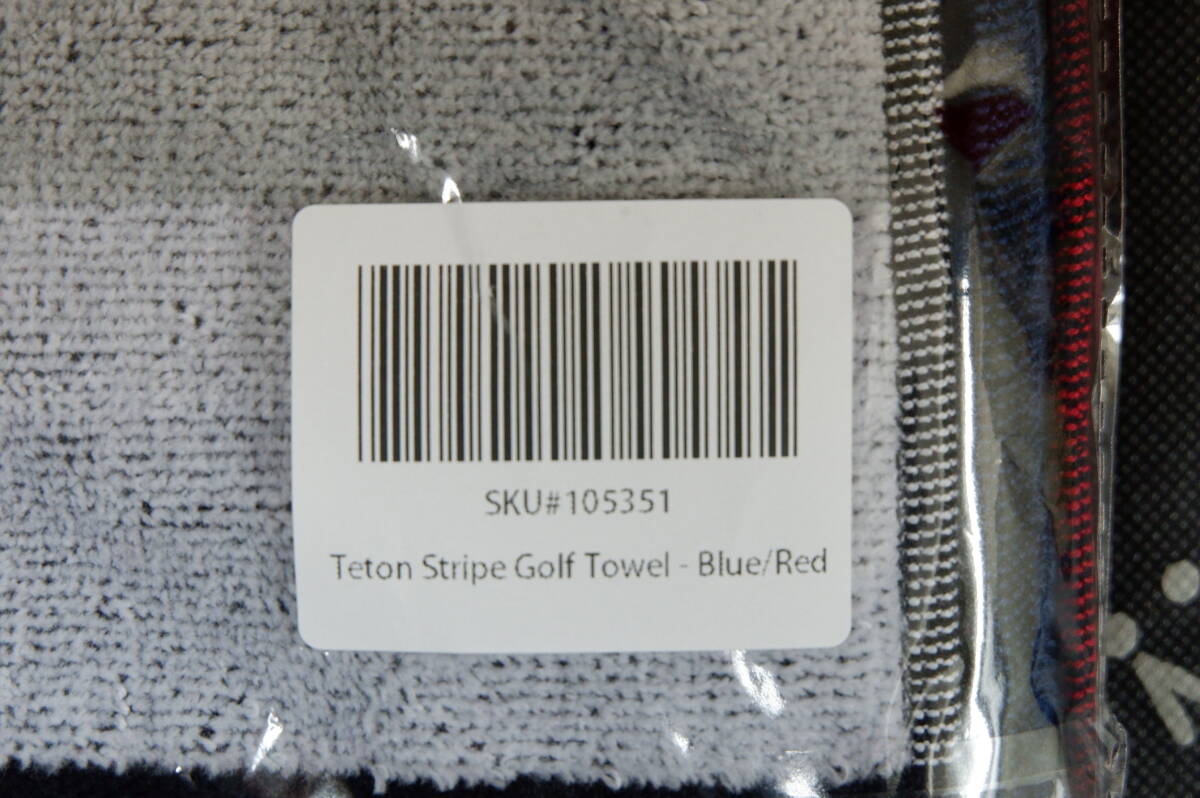 SKU#105351
Teton Stripe Golf Towel - Blue/Red